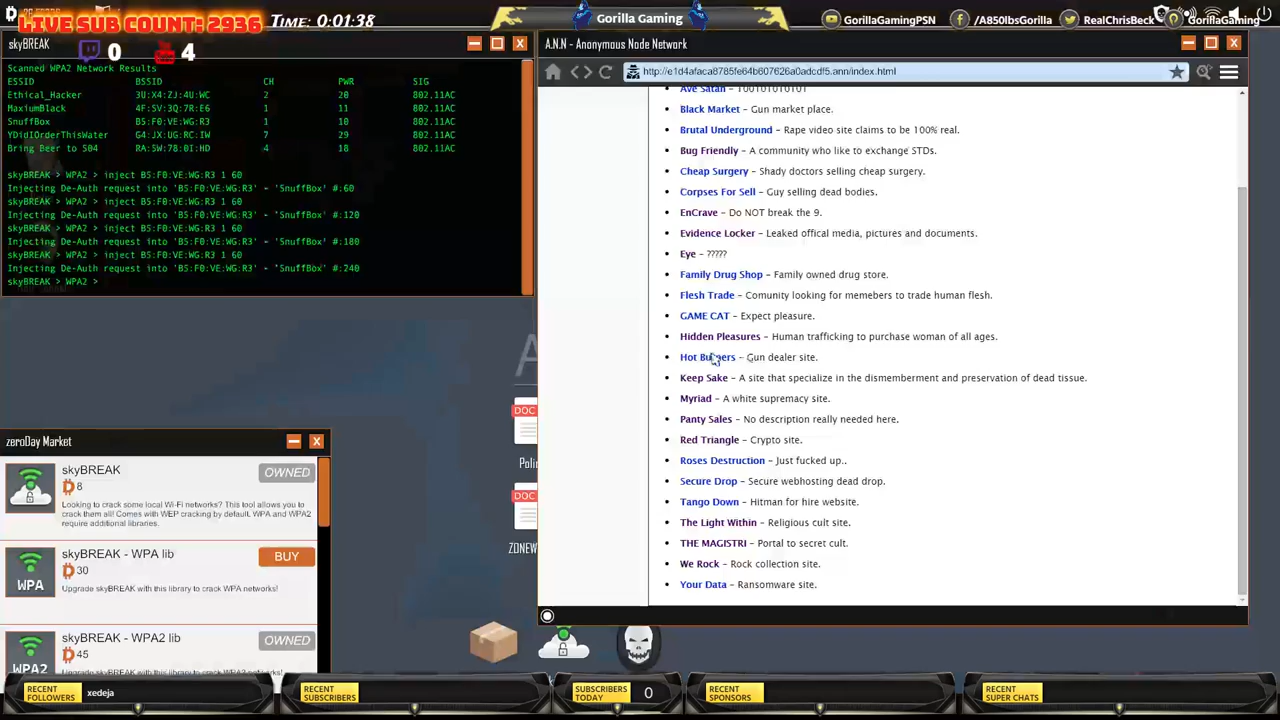 LIVE SUB COUNT: 2936
TIME: 0:01:38
Gorilla Gaming
GorillaGamingPSN
/A850lbsGorilla
RealChrisBeck
GorillaGaming
0
4
skyBREAK
Scanned WPA2 Network Results
ESSID BSSID CH PWR SIG
Ethical_Hacker 3U:X4:ZJ:4U:WC 2 20 802.11AC
MaxiumBlack 4F:SV:3Q:7R:E6 1 11 802.11AC
SnuffBox B5:F0:VE:WG:R3 1 10 802.11AC
YDidIOrderThisWater G4:JX:UG:RC:IW 7 29 802.11AC
Bring Beer to 504 RA:SW:78:0I:HD 4 18 802.11AC
skyBREAK > WPA2 > inject B5:F0:VE:WG:R3 1 60
Injecting De-Auth request into 'B5:F0:VE:WG:R3' - 'SnuffBox' #:60
skyBREAK > WPA2 > inject B5:F0:VE:WG:R3 1 60
Injecting De-Auth request into 'B5:F0:VE:WG:R3' - 'SnuffBox' #:120
skyBREAK > WPA2 > inject B5:F0:VE:WG:R3 1 60
Injecting De-Auth request into 'B5:F0:VE:WG:R3' - 'SnuffBox' #:180
skyBREAK > WPA2 > inject B5:F0:VE:WG:R3 1 60
Injecting De-Auth request into 'B5:F0:VE:WG:R3' - 'SnuffBox' #:240
skyBREAK > WPA2 >
A.N.N - Anonymous Node Network
http://e1d4afaca8785fe64b607626a0adcdf5.ann/index.html
Ave Satan - 100101010101
Black Market - Gun market place.
Brutal Underground - Rape video site claims to be 100% real.
Bug Friendly - A community who like to exchange STDs.
Cheap Surgery - Shady doctors selling cheap surgery.
Corpses For Sell - Guy selling dead bodies.
EnCrave - Do NOT break the 9.
Evidence Locker - Leaked offical media, pictures and documents.
Eye - ?????
Family Drug Shop - Family owned drug store.
Flesh Trade - Comunity looking for memebers to trade human flesh.
GAME CAT - Expect pleasure.
Hidden Pleasures - Human trafficking to purchase woman of all ages.
Hot Burners - Gun dealer site.
Keep Sake - A site that specialize in the dismemberment and preservation of dead tissue.
Myriad - A white supremacy site.
Panty Sales - No description really needed here.
Red Triangle - Crypto site.
Roses Destruction - Just fucked up..
Secure Drop - Secure webhosting dead drop.
Tango Down - Hitman for hire website.
The Light Within - Religious cult site.
THE MAGISTRI - Portal to secret cult.
We Rock - Rock collection site.
Your Data - Ransomware site.
DOC
DOC
ZONEW
zeroDay Market
skyBREAK
OWNED
8
Looking to crack some local Wi-Fi networks? This tool allows you to
crack them all! Comes with WEP cracking by default. WPA and WPA2
require additional libraries.
skyBREAK - WPA lib
BUY
30
WPA
Upgrade skyBREAK with this library to crack WPA networks!
skyBREAK - WPA2 lib
OWNED
45
WPA2
RECENT FOLLOWERS
xedeja
RECENT SUBSCRIBERS
SUBSCRIBERS TODAY
0
RECENT SPONSORS
RECENT SUPER CHATS